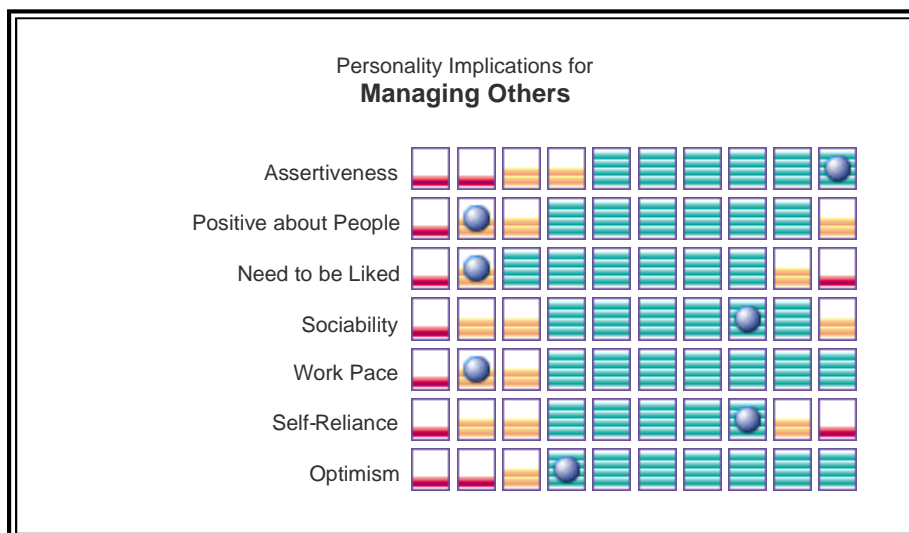 Personality Implications for
Managing Others
Assertiveness
Positive about People
Need to be Liked
Sociability
Work Pace
Self-Reliance
Optimism